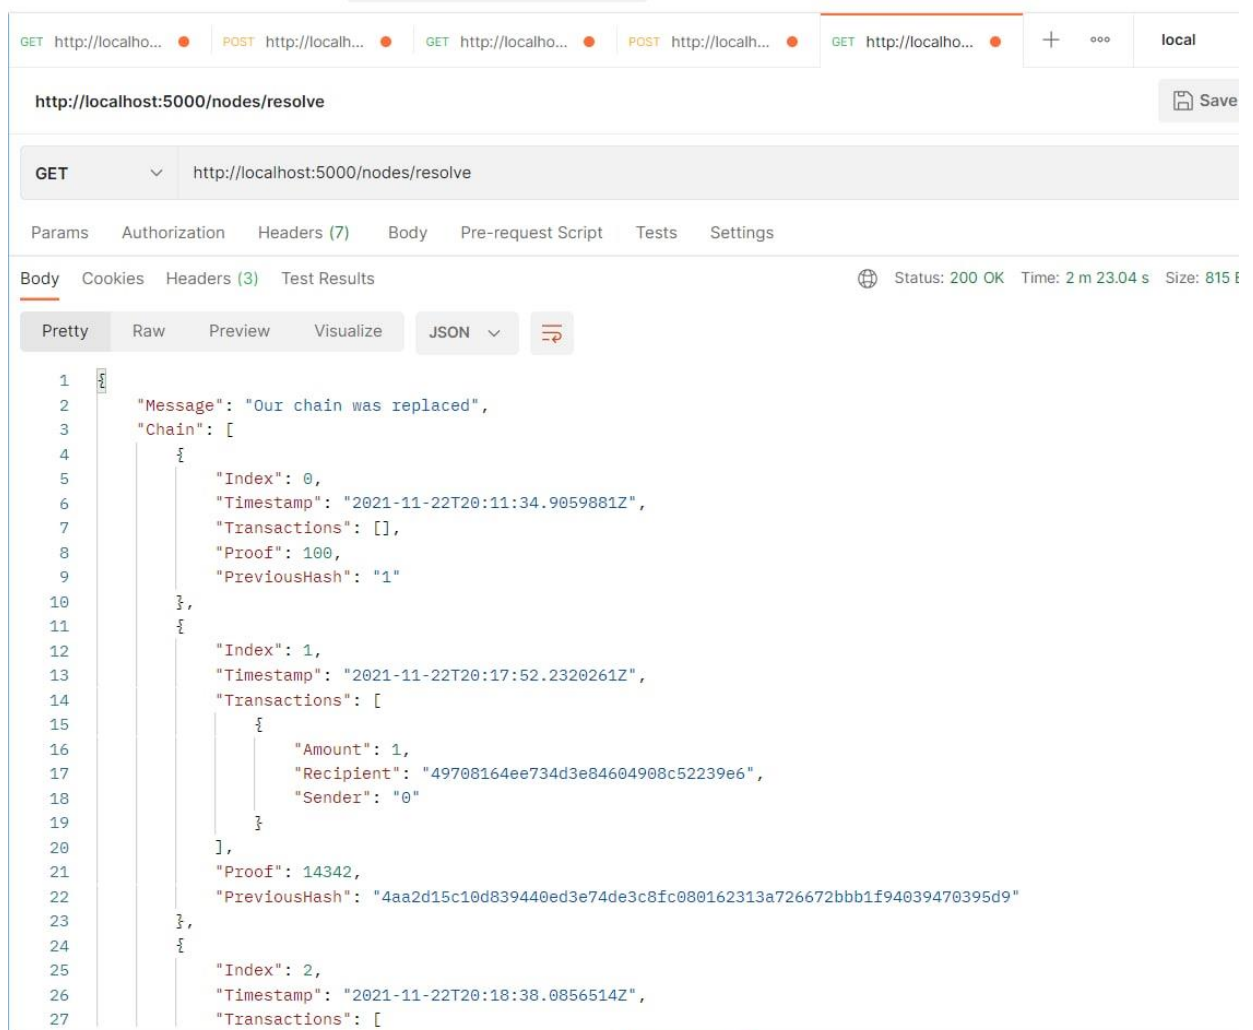 GET http://localho... POST http://localh... GET http://localho... POST http://localh... GET http://localho... + ooo local
http://localhost:5000/nodes/resolve Save
GET http://localhost:5000/nodes/resolve
Params Authorization Headers (7) Body Pre-request Script Tests Settings
Body Cookies Headers (3) Test Results Status: 200 OK Time: 2 m 23.04 s Size: 815
Pretty Raw Preview Visualize JSON
1 {
2 "Message": "Our chain was replaced",
3 "Chain": [
4 {
5 "Index": 0,
6 "Timestamp": "2021-11-22T20:11:34.9059881Z",
7 "Transactions": [],
8 "Proof": 100,
9 "PreviousHash": "1"
10 },
11 {
12 "Index": 1,
13 "Timestamp": "2021-11-22T20:17:52.2320261Z",
14 "Transactions": [
15 {
16 "Amount": 1,
17 "Recipient": "49708164ee734d3e84604908c52239e6",
18 "Sender": "0"
19 }
20 ],
21 "Proof": 14342,
22 "PreviousHash": "4aa2d15c10d839440ed3e74de3c8fc080162313a726672bbb1f94039470395d9"
23 },
24 {
25 "Index": 2,
26 "Timestamp": "2021-11-22T20:18:38.0856514Z",
27 "Transactions": [